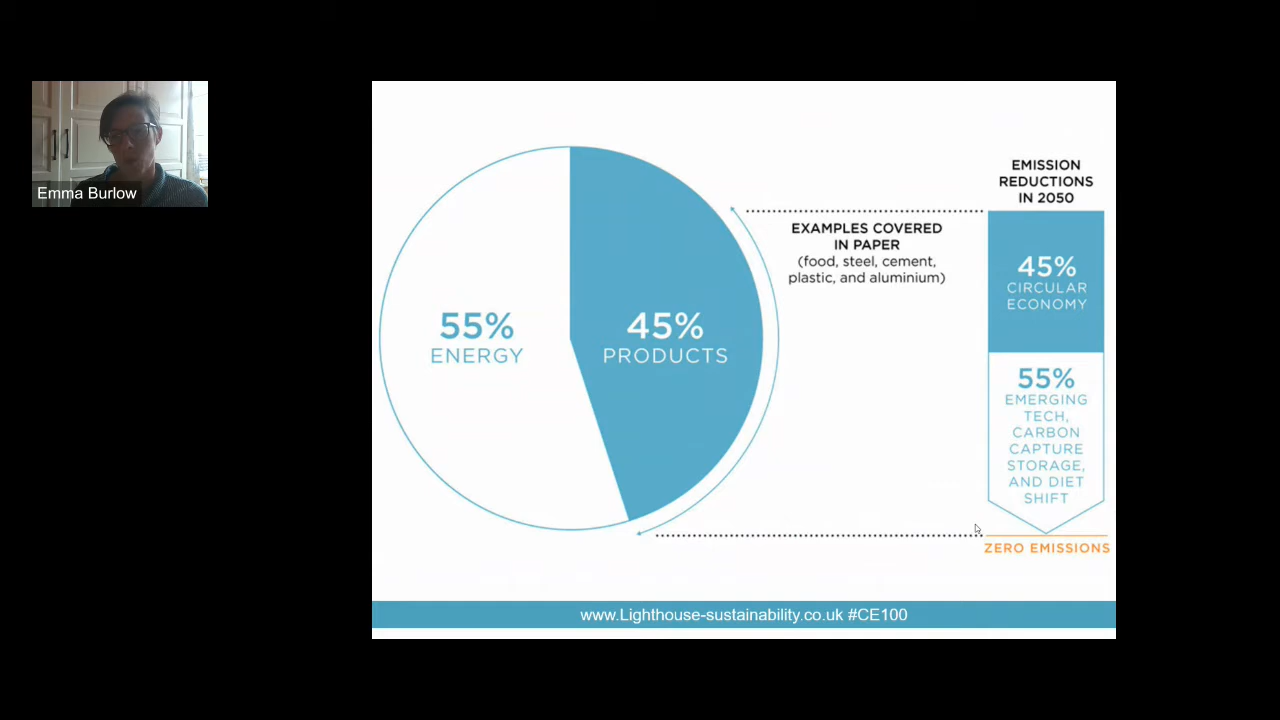 Emma Burlow
55%
ENERGY
45%
PRODUCTS
EXAMPLES COVERED
IN PAPER
(food, steel, cement,
plastic, and aluminium)
EMISSION
REDUCTIONS
IN 2050
45%
CIRCULAR
ECONOMY
55%
EMERGING
TECH,
CARBON
CAPTURE
STORAGE,
AND DIET
SHIFT
ZERO EMISSIONS
www.Lighthouse-sustainability.co.uk #CE100